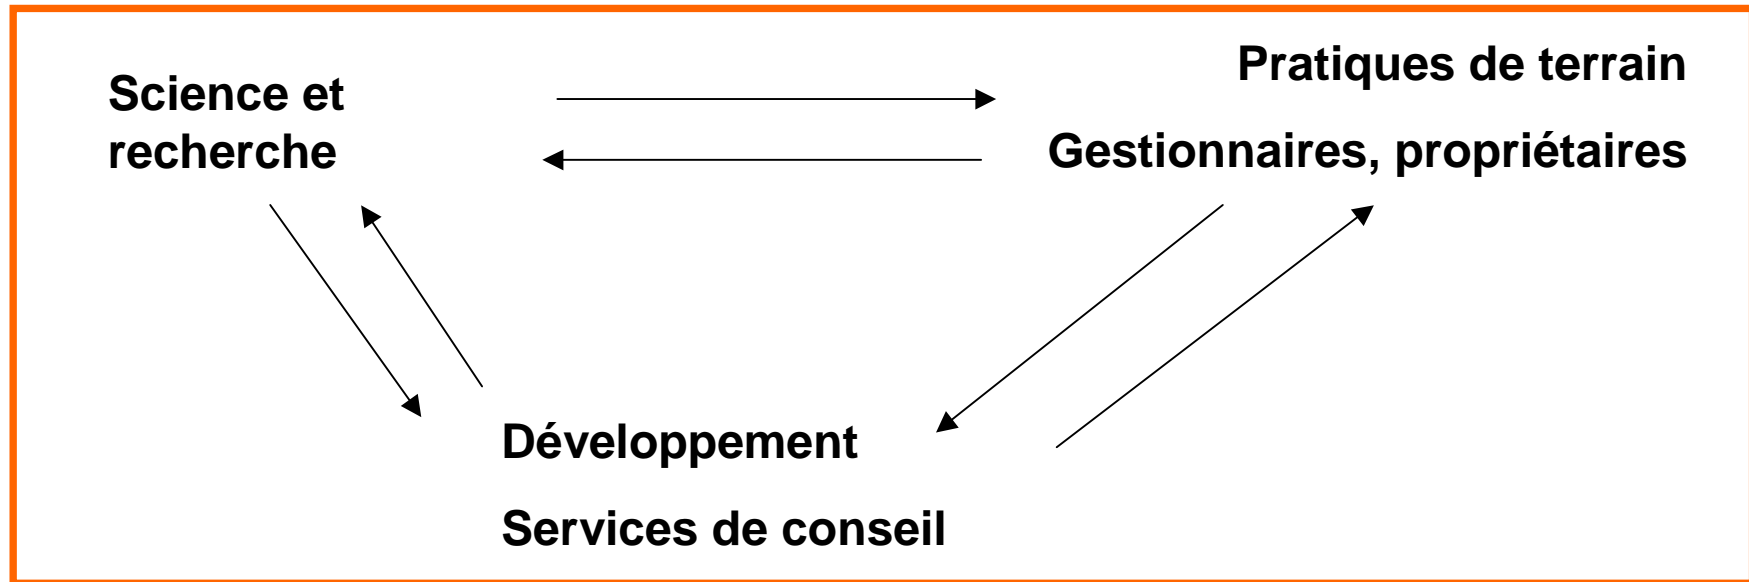 Science et
recherche
Pratiques de terrain
Gestionnaires, propriétaires
Développement
Services de conseil